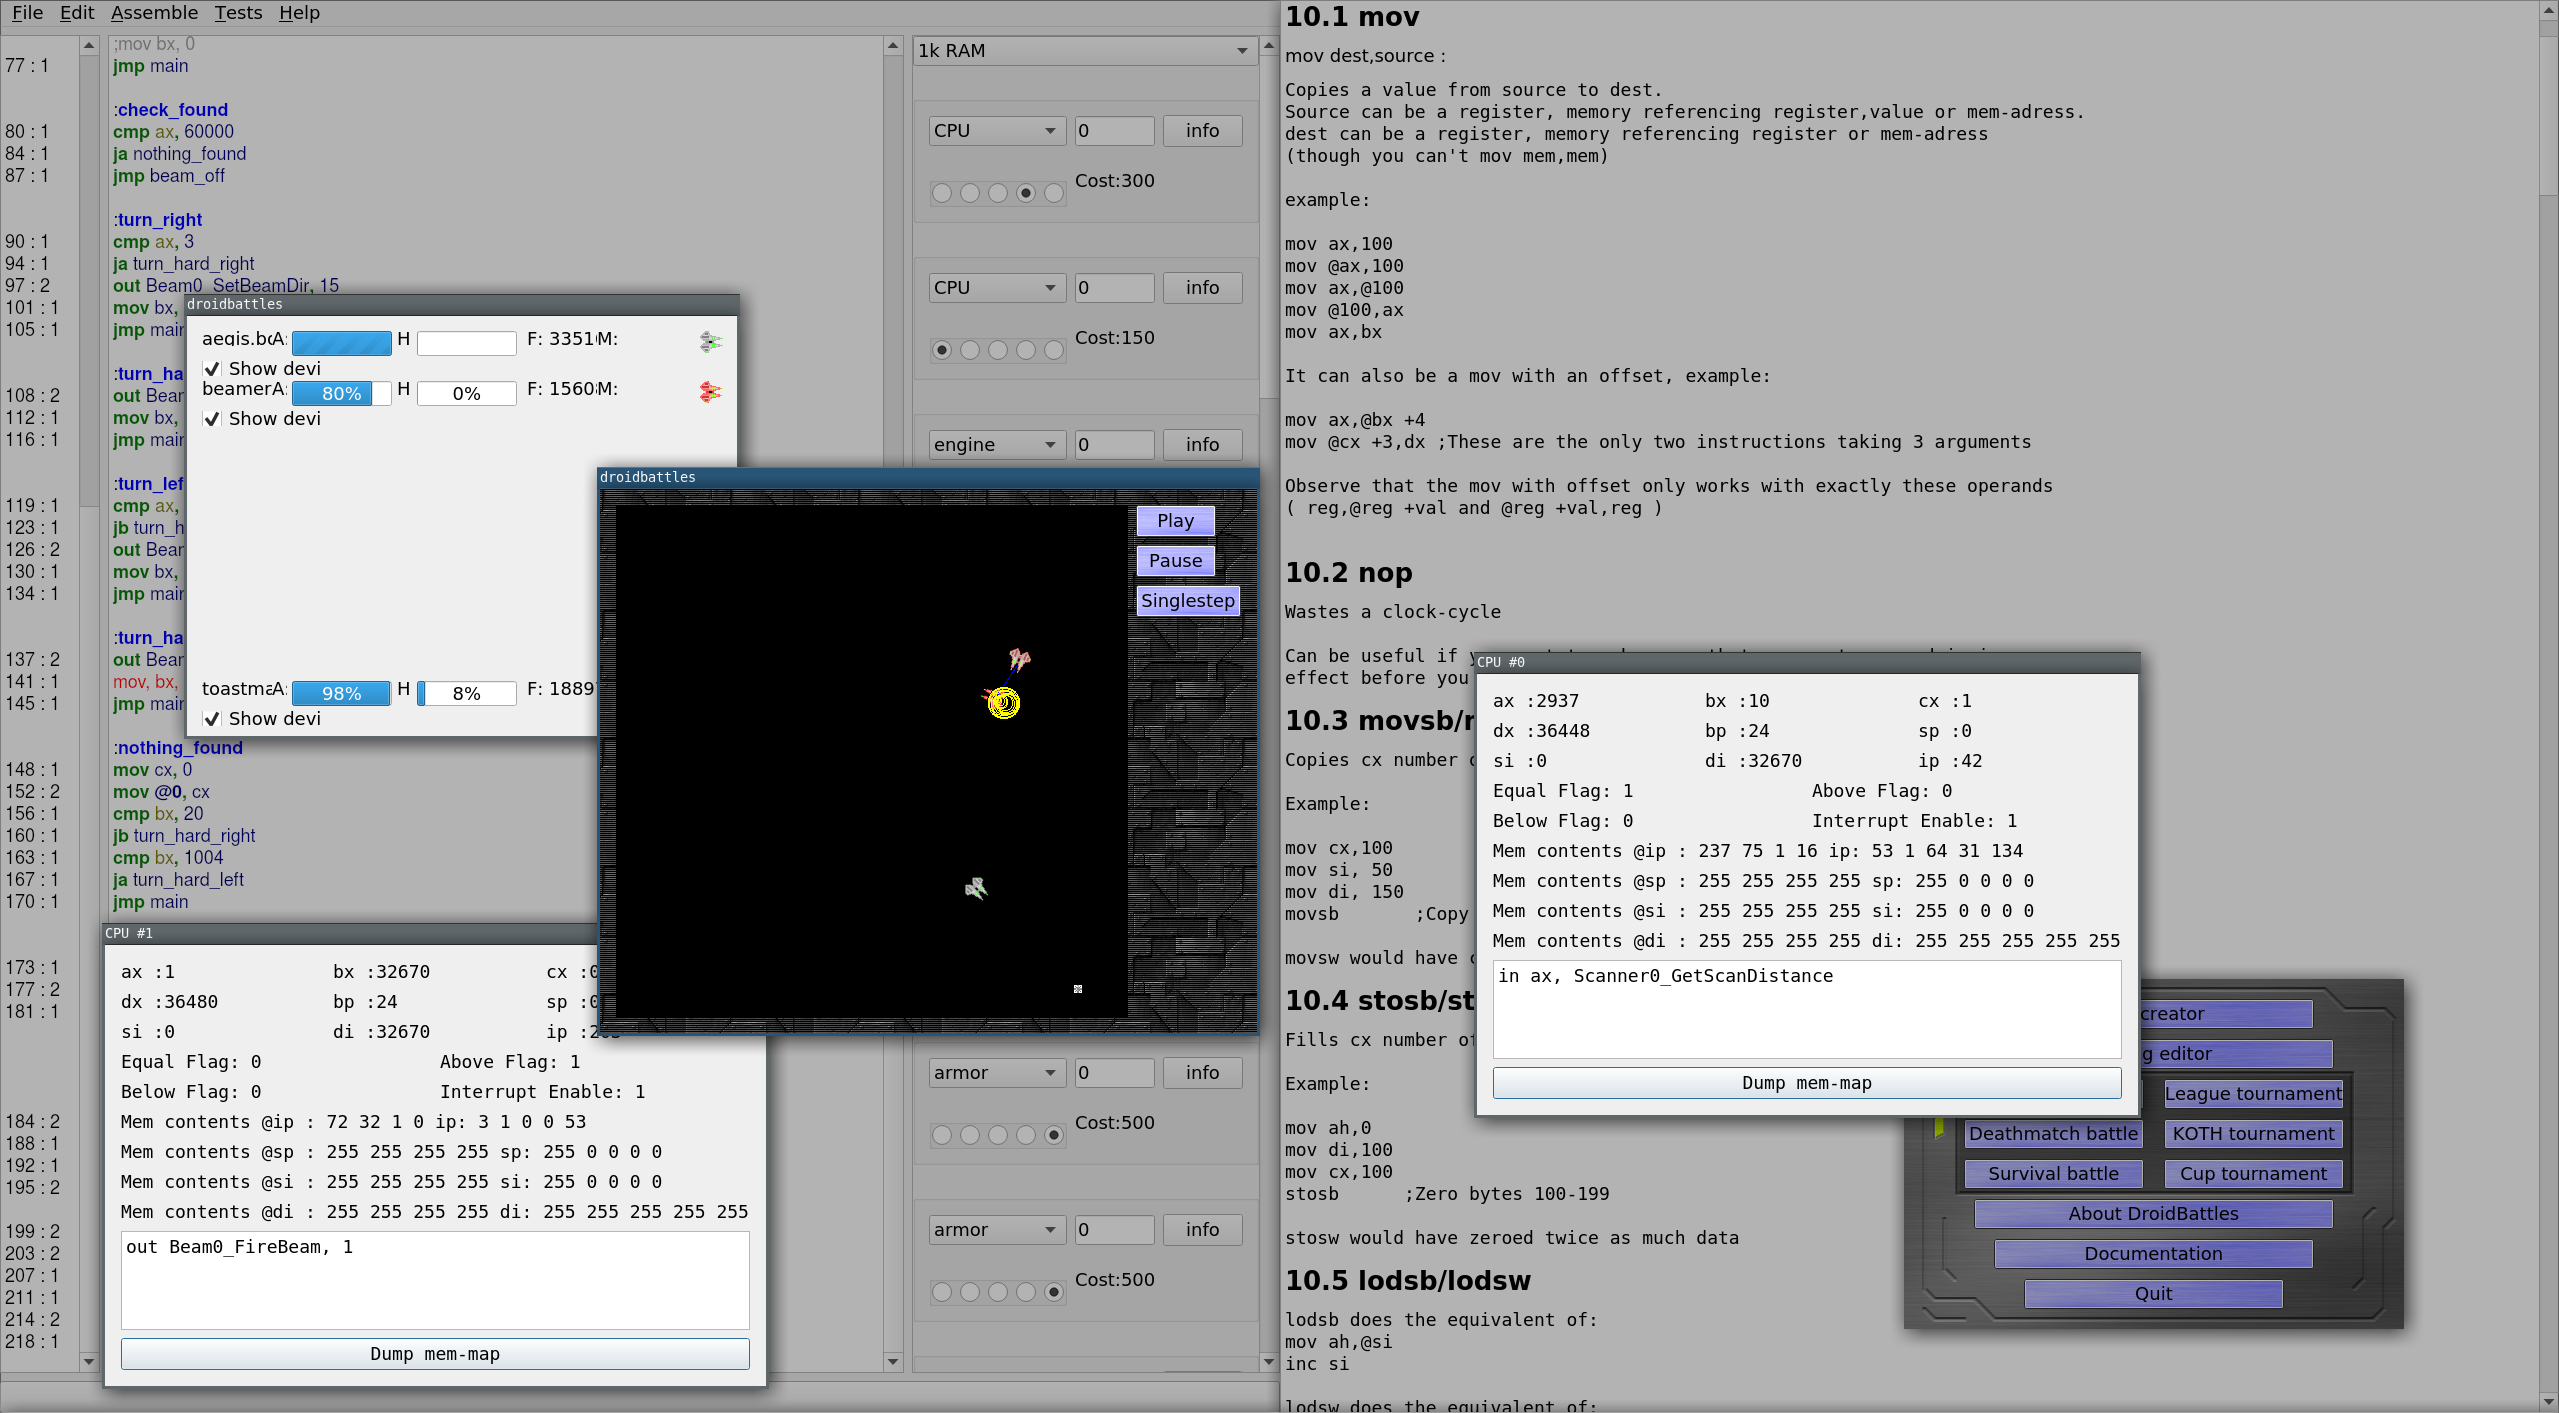 File Edit Assemble Tests Help
;mov bx, 0
77 : 1 jmp main
:check_found
80 : 1 cmp ax, 60000
84 : 1 ja nothing_found
87 : 1 jmp beam_off
:turn_right
90 : 1 cmp ax, 3
94 : 1 ja turn_hard_right
97 : 2 out Beam0_SetBeamDir, 15
101 : 1 mov bx,
105 : 1 jmp mair
:turn_ha
108 : 2 out Bear
112 : 1 mov bx,
116 : 1 jmp mair
:turn_lef
119 : 1 cmp ax,
123 : 1 jb turn_h
126 : 2 out Bear
130 : 1 mov bx,
134 : 1 jmp mair
:turn_ha
137 : 2 out Bear
141 : 1 mov, bx,
145 : 1 jmp mair
:nothing_found
148 : 1 mov cx, 0
152 : 2 mov @0, cx
156 : 1 cmp bx, 20
160 : 1 jb turn_hard_right
163 : 1 cmp bx, 1004
167 : 1 ja turn_hard_left
170 : 1 jmp main
173 : 1
177 : 2
181 : 1
184 : 2
188 : 1
192 : 1
195 : 2
199 : 2
203 : 2
207 : 1
211 : 1
214 : 2
218 : 1
droidbattles
aegis.bo A: H F: 3351 M:
Show devi
beamer A: 80% H 0% F: 1560 M:
Show devi
toastma A: 98% H 8% F: 1889
Show devi
droidbattles
Play
Pause
Singlestep
1k RAM
CPU 0 info
Cost:300
CPU 0 info
Cost:150
engine 0 info
armor 0 info
Cost:500
armor 0 info
Cost:500
CPU #1
ax :1 bx :32670 cx :0
dx :36480 bp :24 sp :0
si :0 di :32670 ip :2
Equal Flag: 0 Above Flag: 1
Below Flag: 0 Interrupt Enable: 1
Mem contents @ip : 72 32 1 0 ip: 3 1 0 0 53
Mem contents @sp : 255 255 255 255 sp: 255 0 0 0 0
Mem contents @si : 255 255 255 255 si: 255 0 0 0 0
Mem contents @di : 255 255 255 255 di: 255 255 255 255 255
out Beam0_FireBeam, 1
Dump mem-map
10.1 mov
mov dest,source :
Copies a value from source to dest.
Source can be a register, memory referencing register,value or mem-adress.
dest can be a register, memory referencing register or mem-adress
(though you can't mov mem,mem)
example:
mov ax,100
mov @ax,100
mov ax,@100
mov @100,ax
mov ax,bx
It can also be a mov with an offset, example:
mov ax,@bx +4
mov @cx +3,dx ;These are the only two instructions taking 3 arguments
Observe that the mov with offset only works with exactly these operands
( reg,@reg +val and @reg +val,reg )
10.2 nop
Wastes a clock-cycle
Can be useful if
effect before you
10.3 movsb/
Copies cx number
Example:
mov cx,100
mov si, 50
mov di, 150
movsb ;Copy
movsw would have
10.4 stosb/st
Fills cx number of
Example:
mov ah,0
mov di,100
mov cx,100
stosb ;Zero bytes 100-199
stosw would have zeroed twice as much data
10.5 lodsb/lodsw
lodsb does the equivalent of:
mov ah,@si
inc si
lodsw does the equivalent of:
CPU #0
ax :2937 bx :10 cx :1
dx :36448 bp :24 sp :0
si :0 di :32670 ip :42
Equal Flag: 1 Above Flag: 0
Below Flag: 0 Interrupt Enable: 1
Mem contents @ip : 237 75 1 16 ip: 53 1 64 31 134
Mem contents @sp : 255 255 255 255 sp: 255 0 0 0 0
Mem contents @si : 255 255 255 255 si: 255 0 0 0 0
Mem contents @di : 255 255 255 255 di: 255 255 255 255 255
in ax, Scanner0_GetScanDistance
Dump mem-map
creator
g editor
League tournament
Deathmatch battle KOTH tournament
Survival battle Cup tournament
About DroidBattles
Documentation
Quit